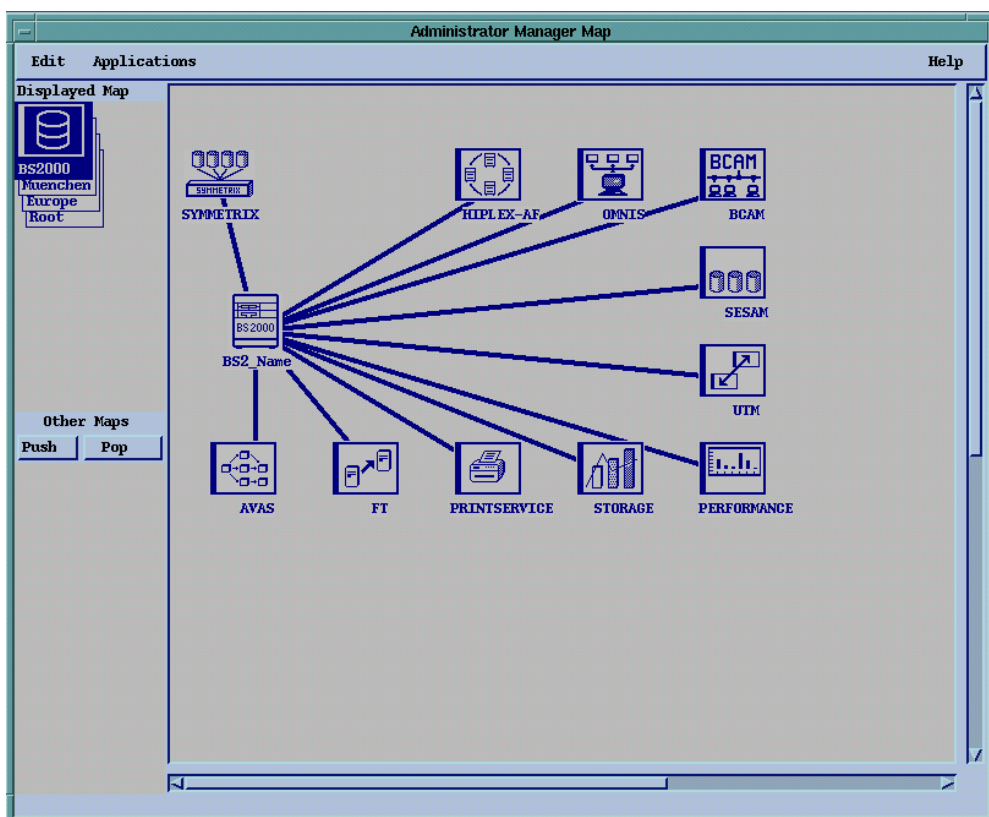 Administrator Manager Map
Edit Applications Help
Displayed Map
BS2000
Muenchen
Europe
Root
Other Maps
Push Pop
SYMMETRIX
SYMMETRIX
HIPLEX-AF
OMNIS
BCAM
BCAM
SESAM
BS2000
BS2_Name
UTM
AVAS
FT
PRINTSERVICE
STORAGE
PERFORMANCE